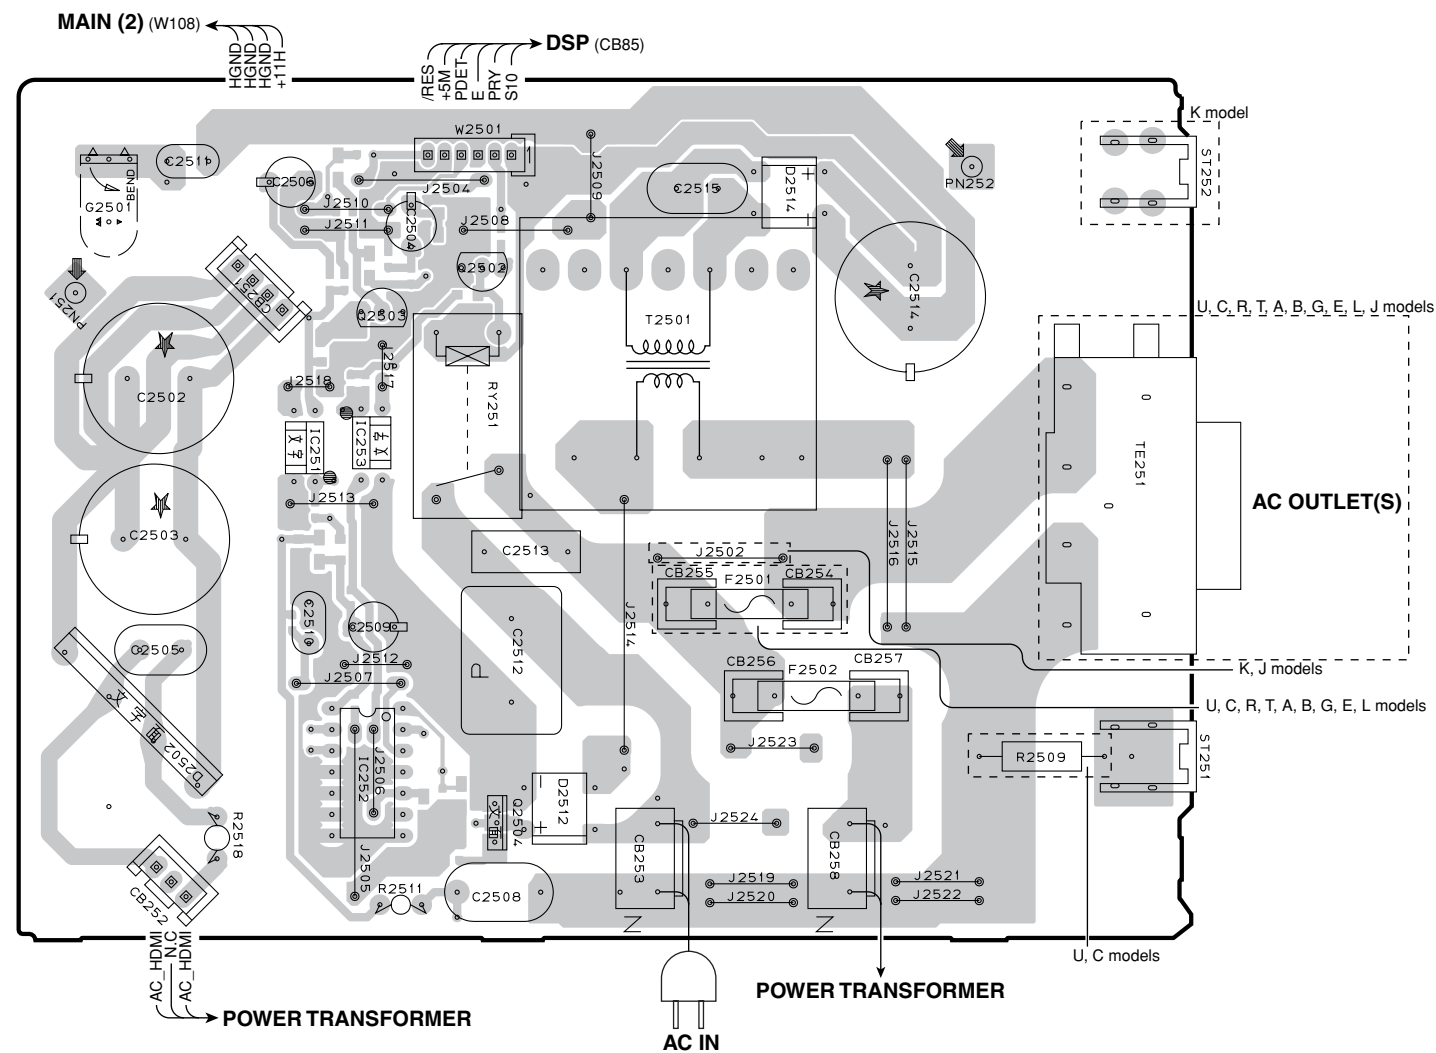 MAIN (2) (W108)
HGND
HGND
HGND
+11H
/RES
+5M
PDET
E
PRY
S10
DSP (CB85)
K model
W2501
C2511
BEND
G2501
C2506
J2504
J2510
J2511
C2504
J2508
J2509
C2515
D2514
PN252
ST252
Q2502
PN251
CB251
Q2503
T2501
C2514
U, C, R, T, A, B, G, E, L, J models
C2502
J2518
J2517
RY251
IC251
IC253
TE251
AC OUTLET(S)
J2513
C2503
C2513
J2502
J2516
J2515
CB255
F2501
CB254
C2510
C2509
C2512
P
J2514
C2505
J2512
J2507
CB256
F2502
CB257
K, J models
U, C, R, T, A, B, G, E, L models
D2502
J2523
R2509
ST251
IC252
J2506
D2512
Q2504
R2518
J2524
CB253
CB258
J2505
R2511
C2508
J2519
J2520
J2521
J2522
CB252
N
N
AC_HDMI
N.C
AC_HDMI
U, C models
POWER TRANSFORMER
POWER TRANSFORMER
AC IN